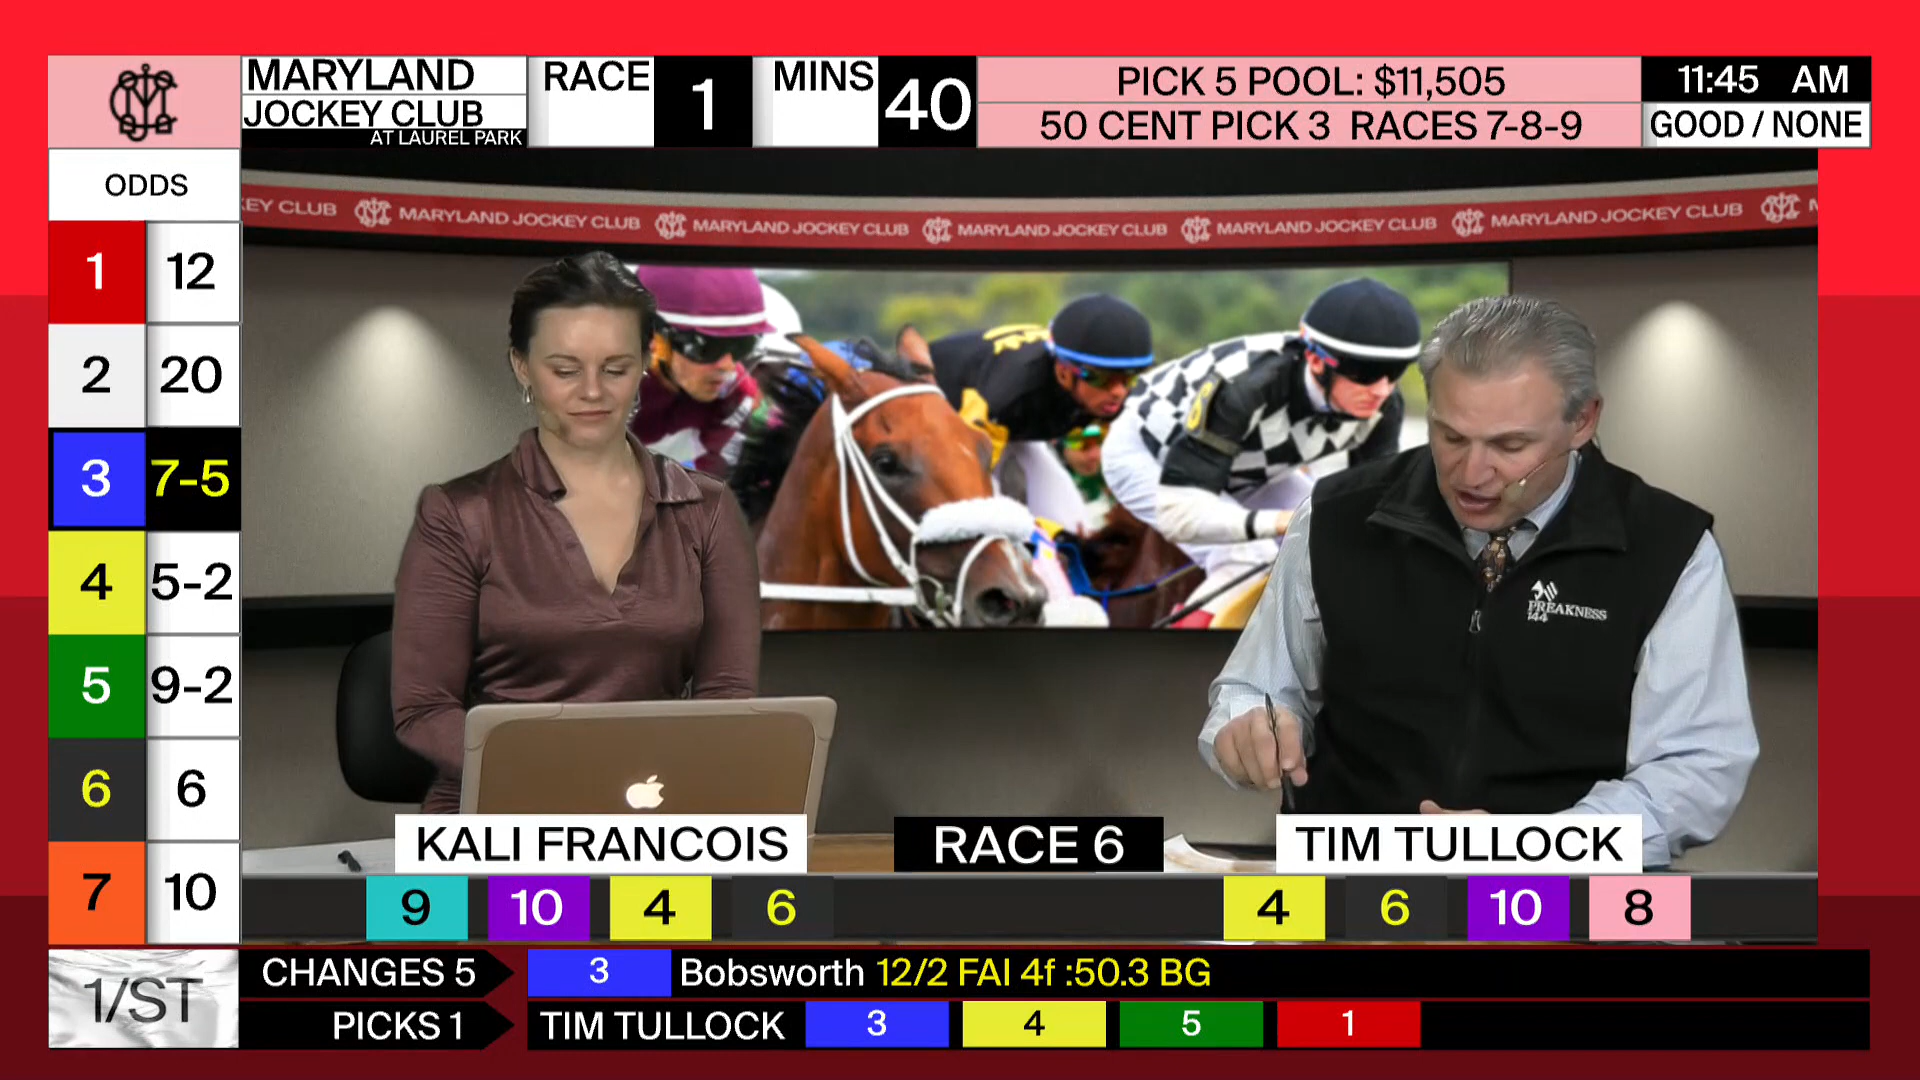 MARYLAND
JOCKEY CLUB
AT LAUREL PARK
RACE 1
MINS 40
PICK 5 POOL: $11,505
50 CENT PICK 3 RACES 7-8-9
11:45 AM
GOOD / NONE
ODDS
1 12
2 20
3 7-5
4 5-2
5 9-2
6 6
7 10
EY CLUB MARYLAND JOCKEY CLUB MARYLAND JOCKEY CLUB MARYLAND JOCKEY CLUB MARYLAND JOCKEY CLUB MARYLAND JOCKEY CLUB
PREAKNESS
144
KALI FRANCOIS
RACE 6
TIM TULLOCK
9 10 4 6
4 6 10 8
1/ST
CHANGES 5 3 Bobsworth 12/2 FAI 4f :50.3 BG
PICKS 1 TIM TULLOCK 3 4 5 1